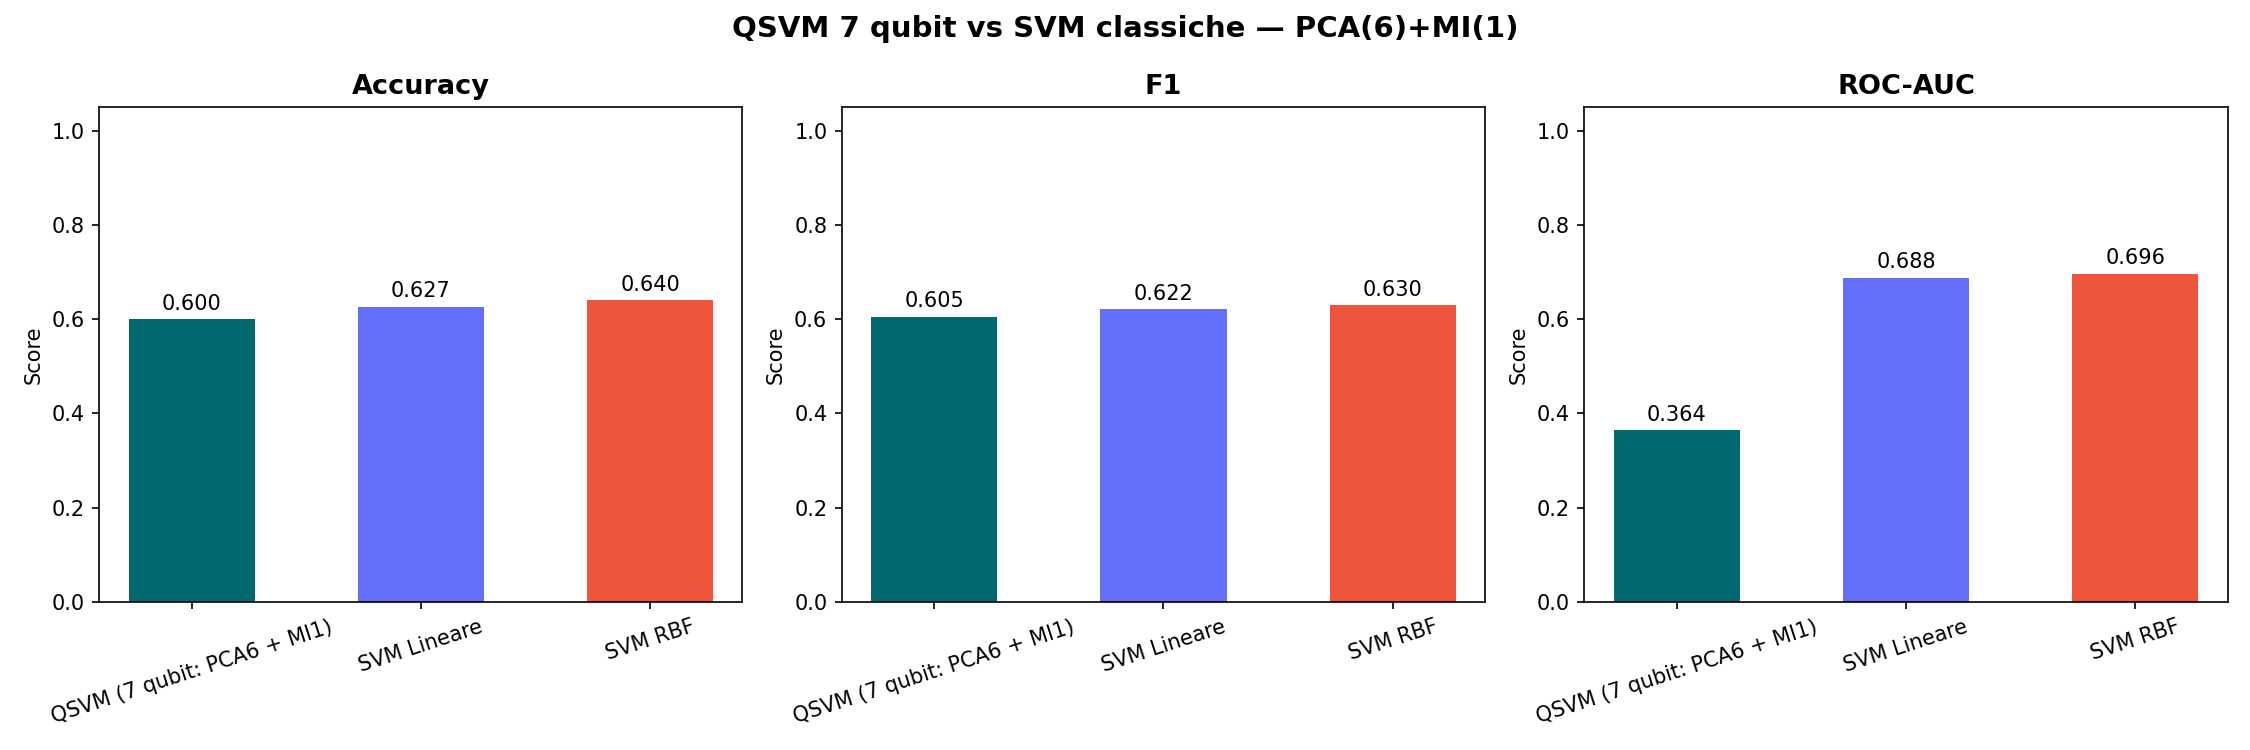 QSVM 7 qubit vs SVM classiche — PCA(6)+MI(1)
Accuracy
Score
1.0
0.8
0.6
0.4
0.2
0.0
0.600
0.627
0.640
QSVM (7 qubit: PCA6 + MI1)
SVM Lineare
SVM RBF
F1
Score
1.0
0.8
0.6
0.4
0.2
0.0
0.605
0.622
0.630
QSVM (7 qubit: PCA6 + MI1)
SVM Lineare
SVM RBF
ROC-AUC
Score
1.0
0.8
0.6
0.4
0.2
0.0
0.364
0.688
0.696
QSVM (7 qubit: PCA6 + MI1)
SVM Lineare
SVM RBF